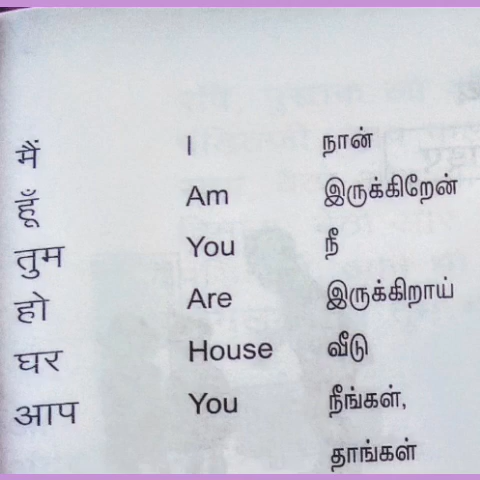 मैं I நான்
हूँ Am இருக்கிறேன்
तुम You நீ
हो Are இருக்கிறாய்
घर House வீடு
आप You நீங்கள்,
தாங்கள்